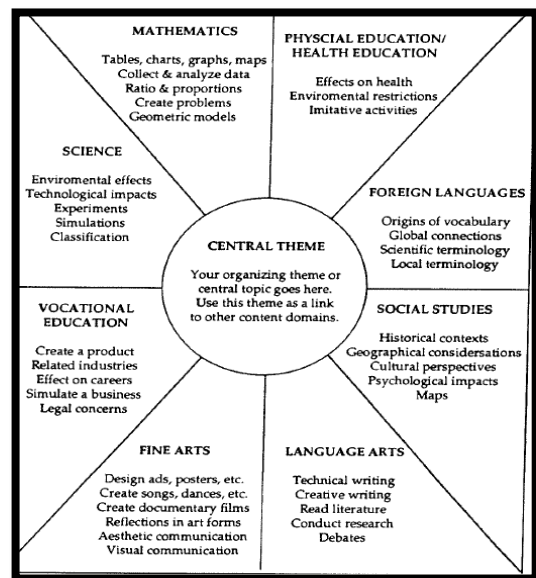 MATHEMATICS
Tables, charts, graphs, maps
Collect & analyze data
Ratio & proportions
Create problems
Geometric models
PHYSCIAL EDUCATION/
HEALTH EDUCATION
Effects on health
Enviromental restrictions
Imitative activities
SCIENCE
Enviromental effects
Technological impacts
Experiments
Simulations
Classification
FOREIGN LANGUAGES
Origins of vocabulary
Global connections
Scientific terminology
Local terminology
CENTRAL THEME
Your organizing theme or
central topic goes here.
Use this theme as a link
to other content domains.
VOCATIONAL
EDUCATION
Create a product
Related industries
Effect on careers
Simulate a business
Legal concerns
SOCIAL STUDIES
Historical contexts
Geographical considersations
Cultural perspectives
Psychological impacts
Maps
FINE ARTS
Design ads, posters, etc.
Create songs, dances, etc.
Create documentary films
Reflections in art forms
Aesthetic communication
Visual communication
LANGUAGE ARTS
Technical writing
Creative writing
Read literature
Conduct research
Debates